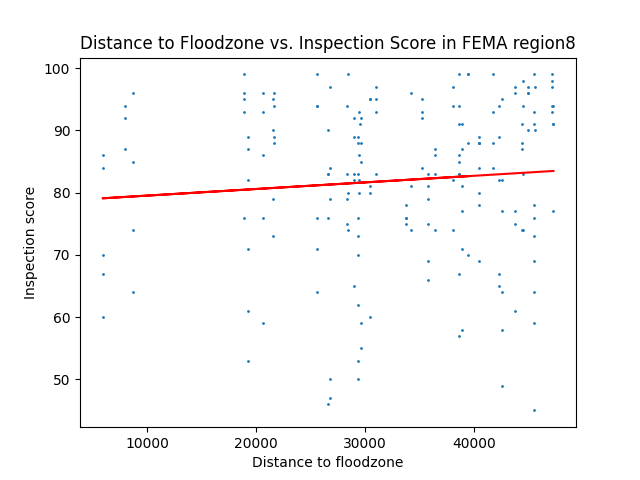 Distance to Floodzone vs. Inspection Score in FEMA region8
100
90
80
70
60
50
Inspection score
10000 20000 30000 40000
Distance to floodzone